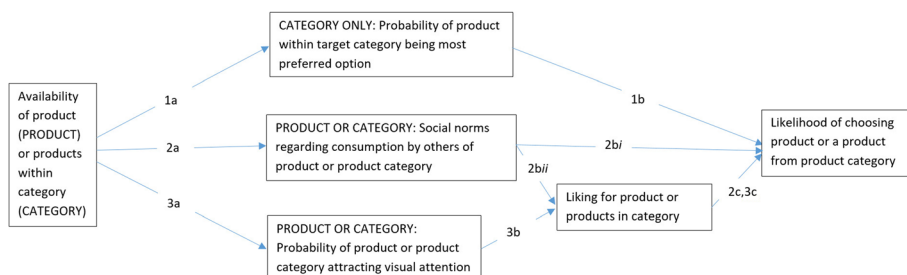 CATEGORY ONLY: Probability of product
within target category being most
preferred option
Availability
of product
(PRODUCT)
or products
within
category
(CATEGORY)
1a
1b
2a
PRODUCT OR CATEGORY: Social norms
regarding consumption by others of
product or product category
2bi
2bii
Likelihood of choosing
product or a product
from product category
3a
Liking for product or
products in category
2c,3c
3b
PRODUCT OR CATEGORY:
Probability of product or product
category attracting visual attention